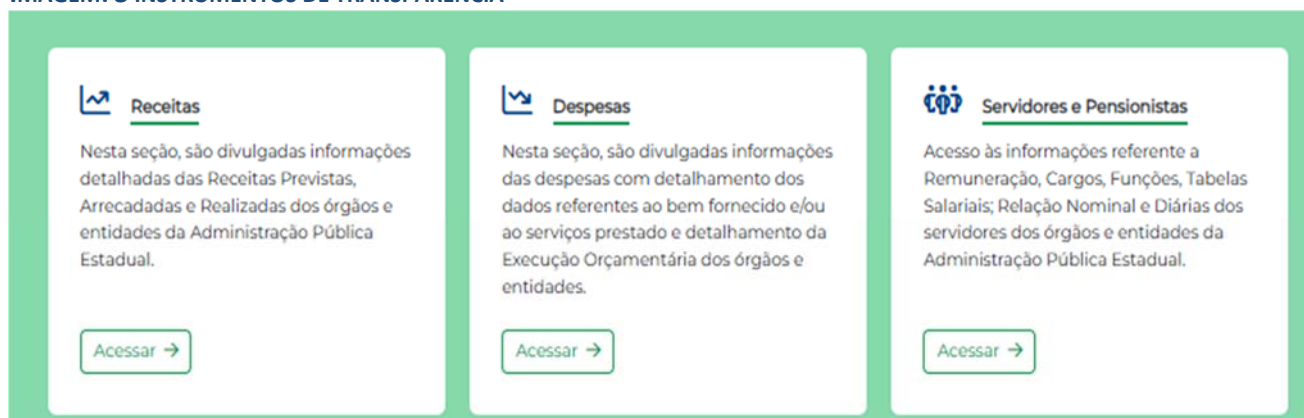 Receitas
Nesta seção, são divulgadas informações
detalhadas das Receitas Previstas,
Arrecadadas e Realizadas dos órgãos e
entidades da Administração Pública
Estadual.
Acessar →
Despesas
Nesta seção, são divulgadas informações
das despesas com detalhamento dos
dados referentes ao bem fornecido e/ou
ao serviços prestado e detalhamento da
Execução Orçamentária dos órgãos e
entidades.
Acessar →
Servidores e Pensionistas
Acesso às informações referente a
Remuneração, Cargos, Funções, Tabelas
Salariais; Relação Nominal e Diárias dos
servidores dos órgãos e entidades da
Administração Pública Estadual.
Acessar →